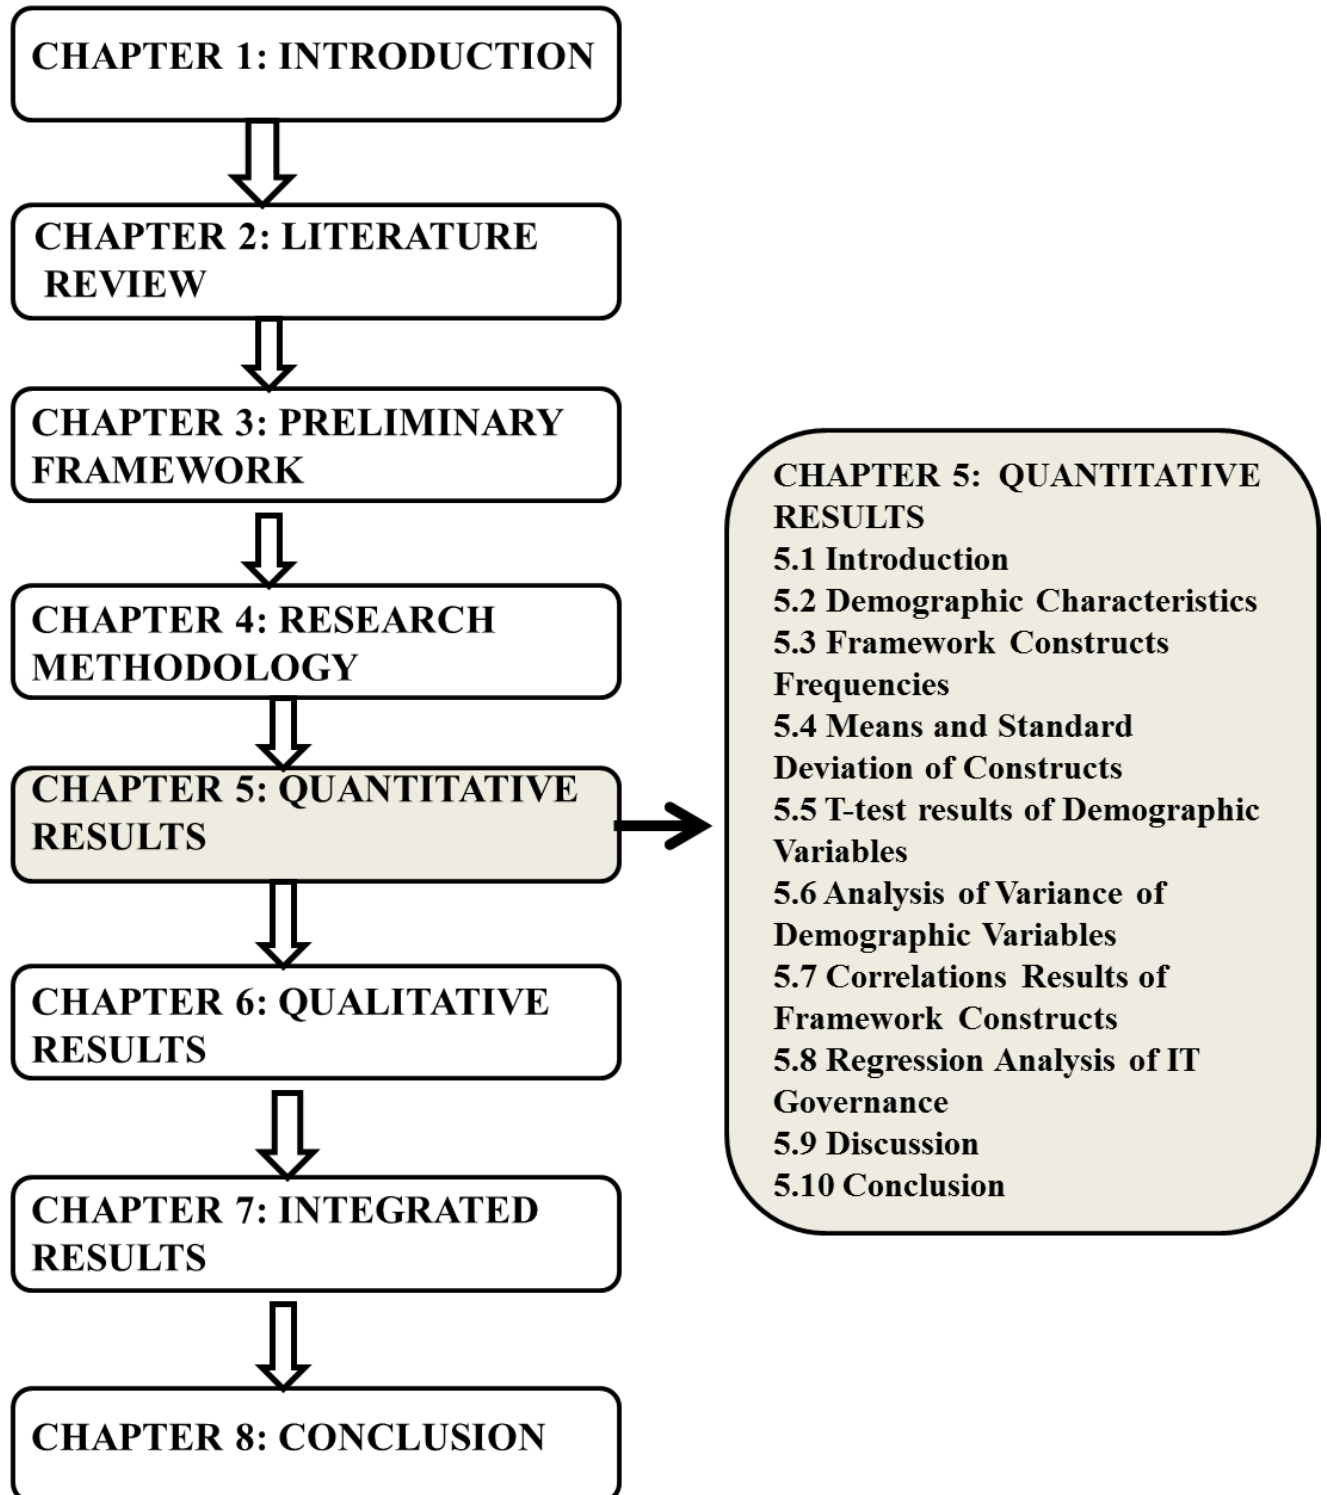 CHAPTER 1: INTRODUCTION
CHAPTER 2: LITERATURE
REVIEW
CHAPTER 3: PRELIMINARY
FRAMEWORK
CHAPTER 4: RESEARCH
METHODOLOGY
CHAPTER 5: QUANTITATIVE
RESULTS
CHAPTER 6: QUALITATIVE
RESULTS
CHAPTER 7: INTEGRATED
RESULTS
CHAPTER 8: CONCLUSION
CHAPTER 5: QUANTITATIVE
RESULTS
5.1 Introduction
5.2 Demographic Characteristics
5.3 Framework Constructs
Frequencies
5.4 Means and Standard
Deviation of Constructs
5.5 T-test results of Demographic
Variables
5.6 Analysis of Variance of
Demographic Variables
5.7 Correlations Results of
Framework Constructs
5.8 Regression Analysis of IT
Governance
5.9 Discussion
5.10 Conclusion